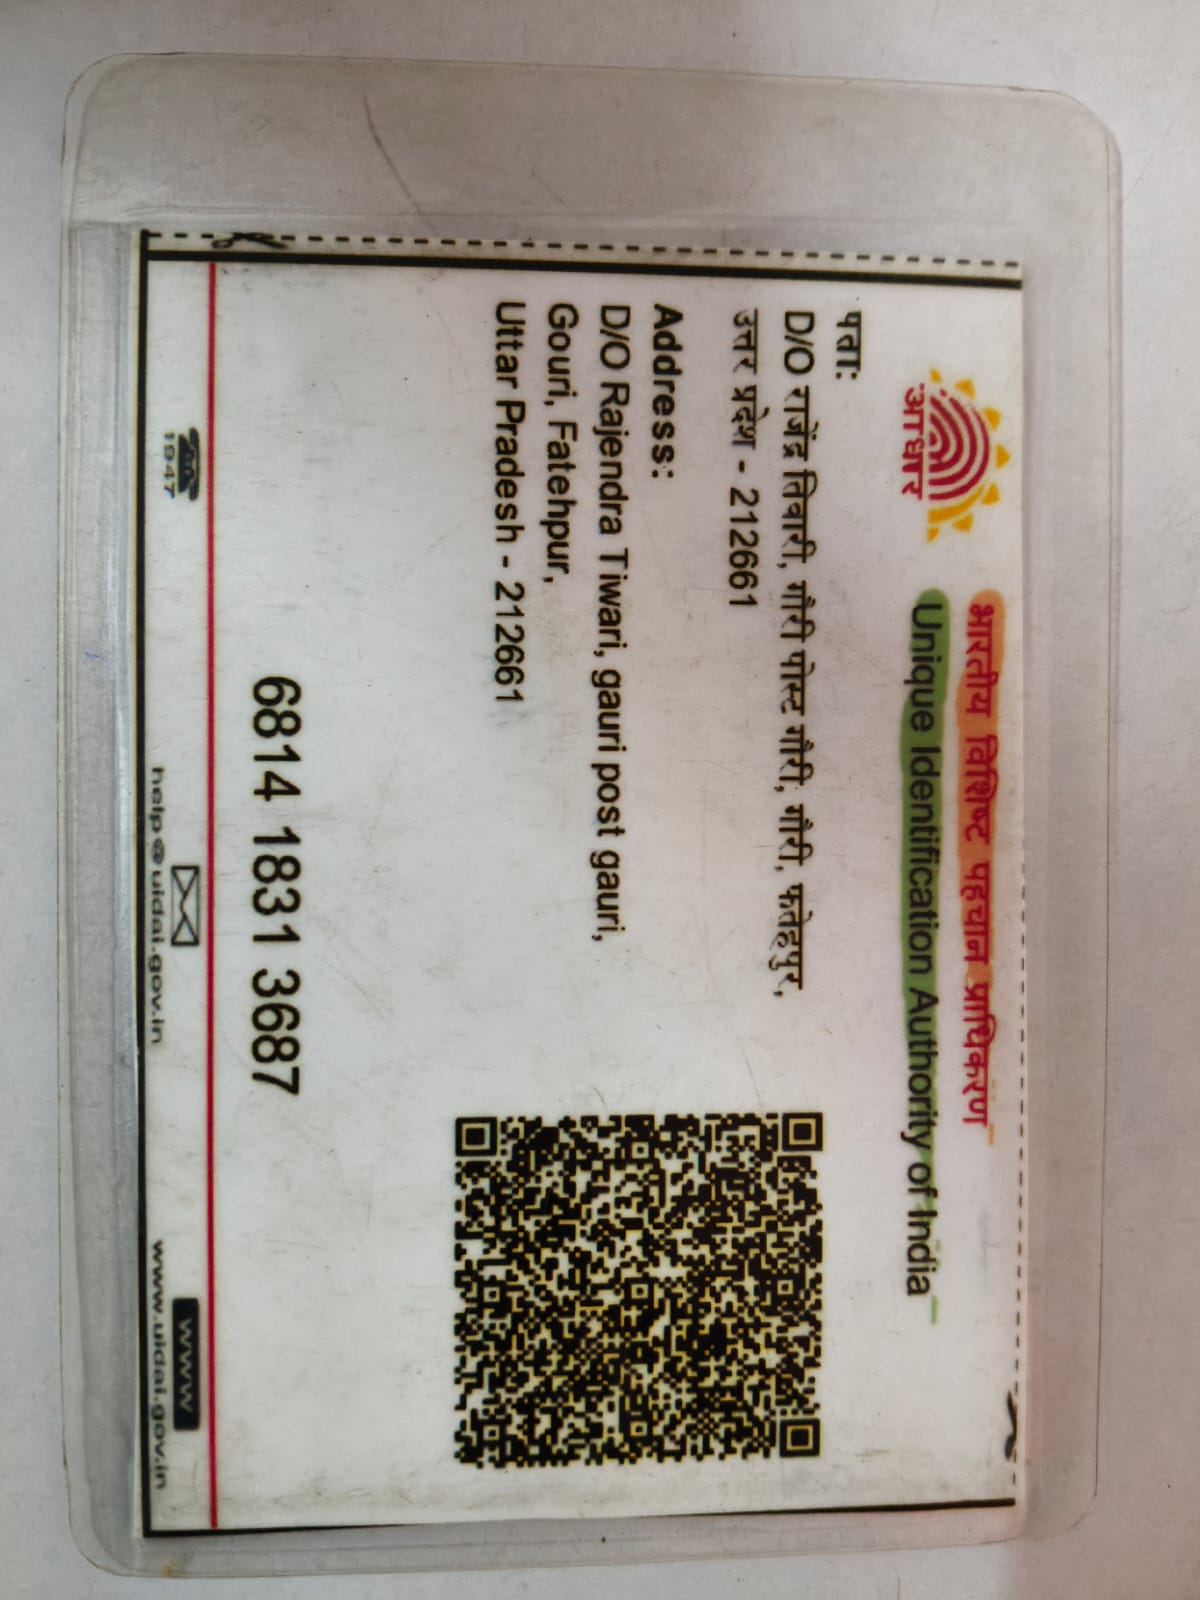 भारतीय विशिष्ट पहचान प्राधिकरण
Unique Identification Authority of India
आधार
पता:
D/O राजेंद्र तिवारी, गौरी पोस्ट गौरी, गौरी, फतेहपुर,
उत्तर प्रदेश - 212661
Address:
D/O Rajendra Tiwari, gauri post gauri,
Gouri, Fatehpur,
Uttar Pradesh - 212661
6814 1831 3687
1947
help@uidai.gov.in
www
www.uidai.gov.in